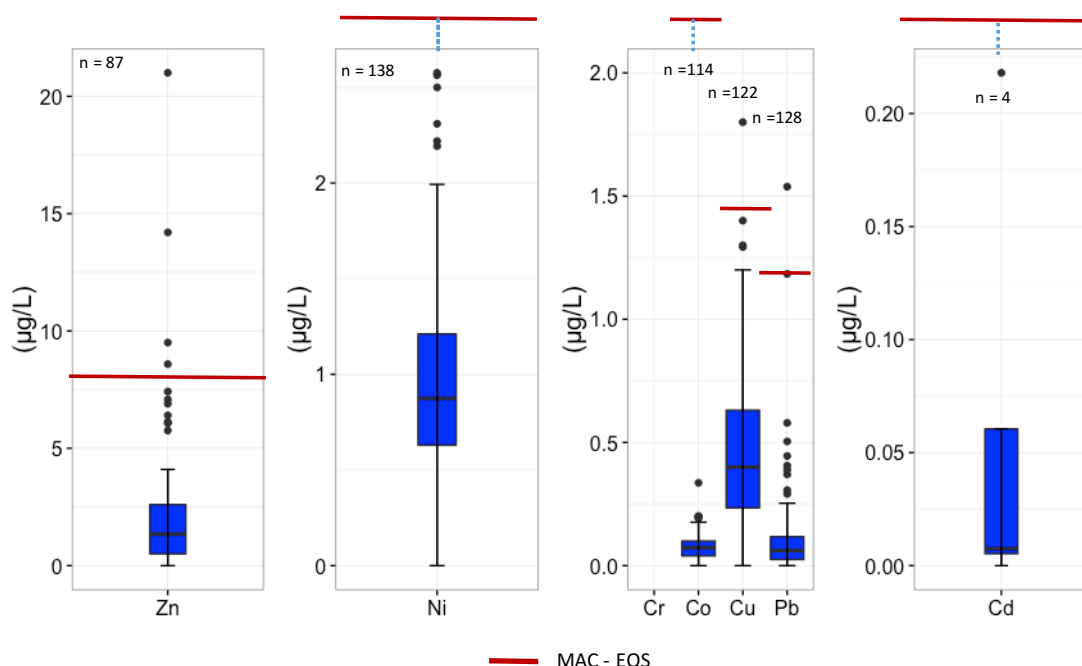 n = 87
20
15
10
5
0
(µg/L)
Zn
n = 138
2
1
0
(µg/L)
Ni
n =114
n =122
n =128
2.0
1.5
1.0
0.5
0.0
(µg/L)
Cr Co Cu Pb
n = 4
0.20
0.15
0.10
0.05
0.00
(µg/L)
Cd
MAC - EQS